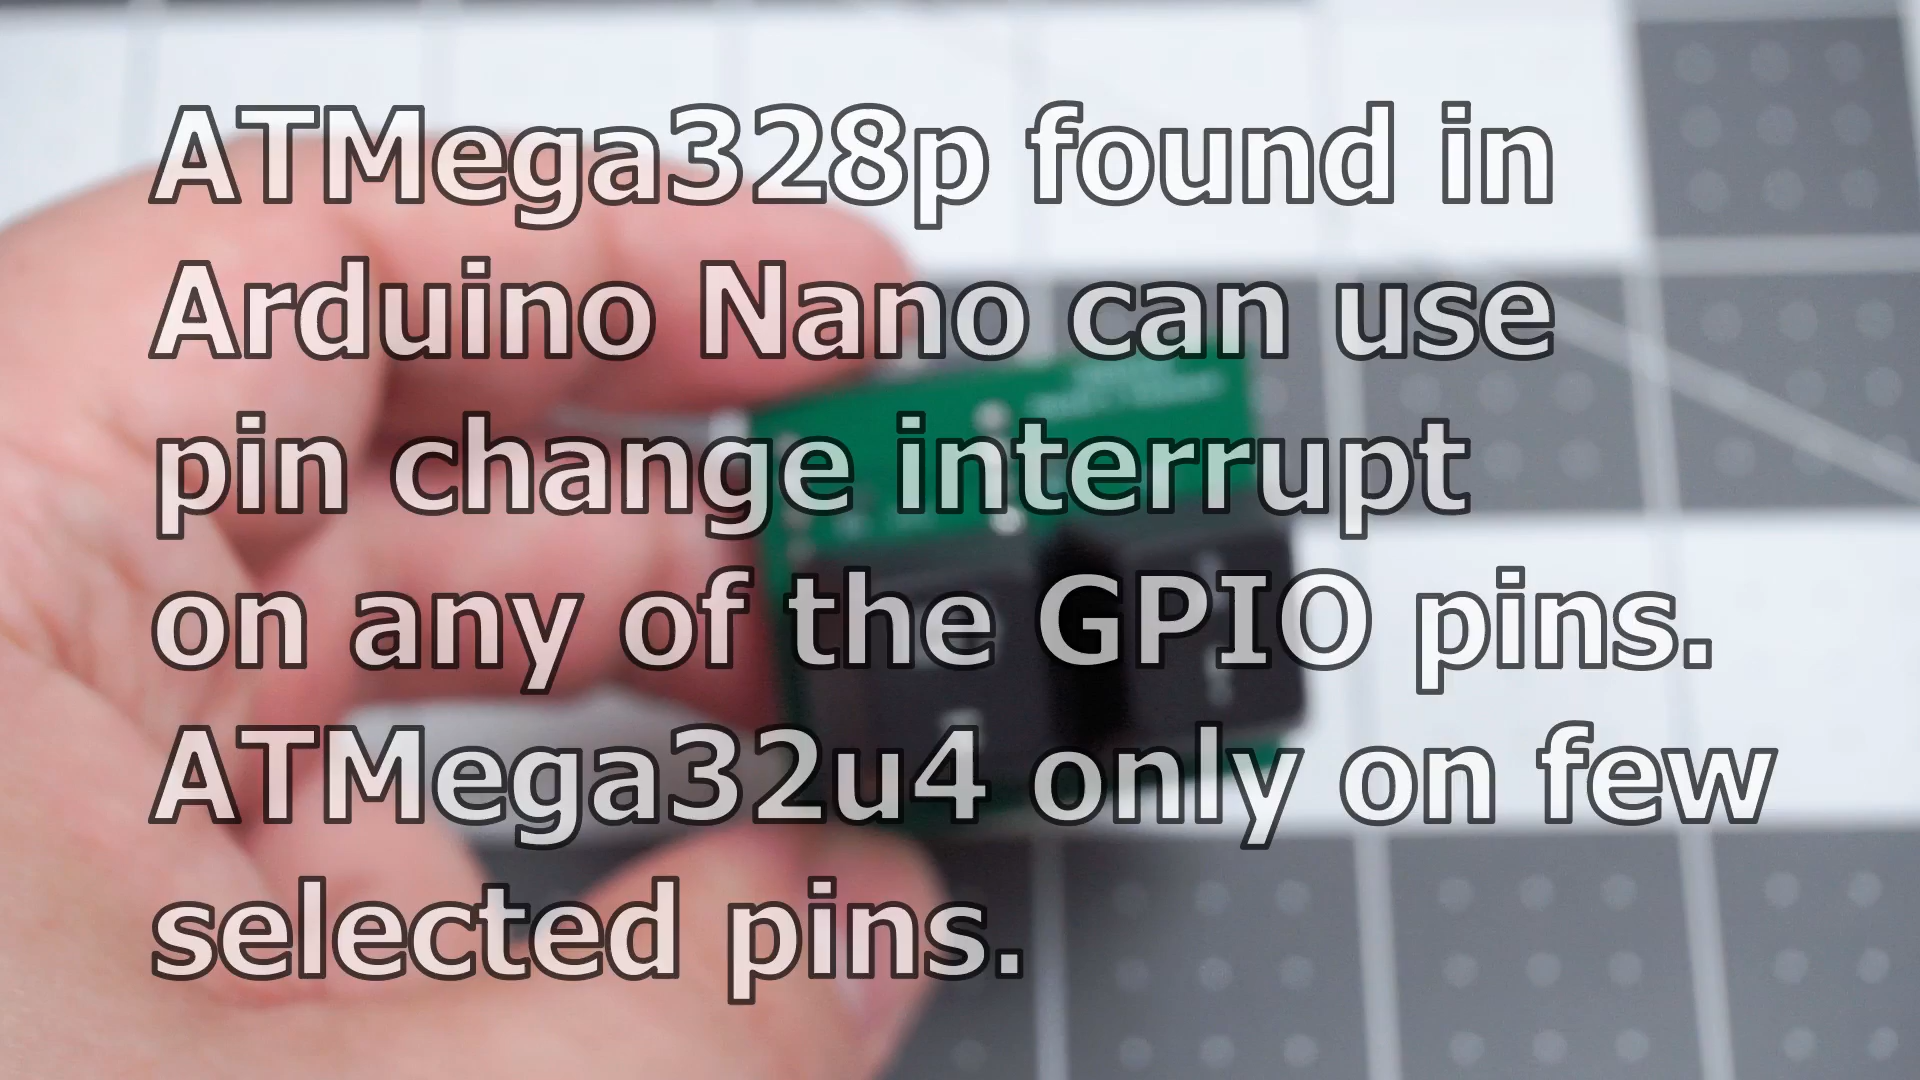 ATMega328p found in
Arduino Nano can use
pin change interrupt
on any of the GPIO pins.
ATMega32u4 only on few
selected pins.